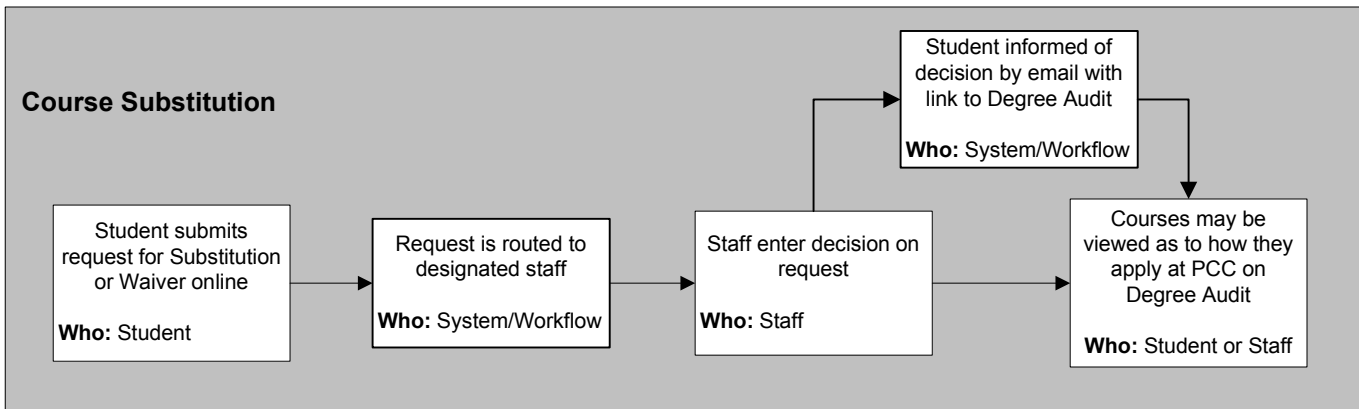 Course Substitution
Student submits
request for Substitution
or Waiver online
Who: Student
Request is routed to
designated staff
Who: System/Workflow
Staff enter decision on
request
Who: Staff
Student informed of
decision by email with
link to Degree Audit
Who: System/Workflow
Courses may be
viewed as to how they
apply at PCC on
Degree Audit
Who: Student or Staff